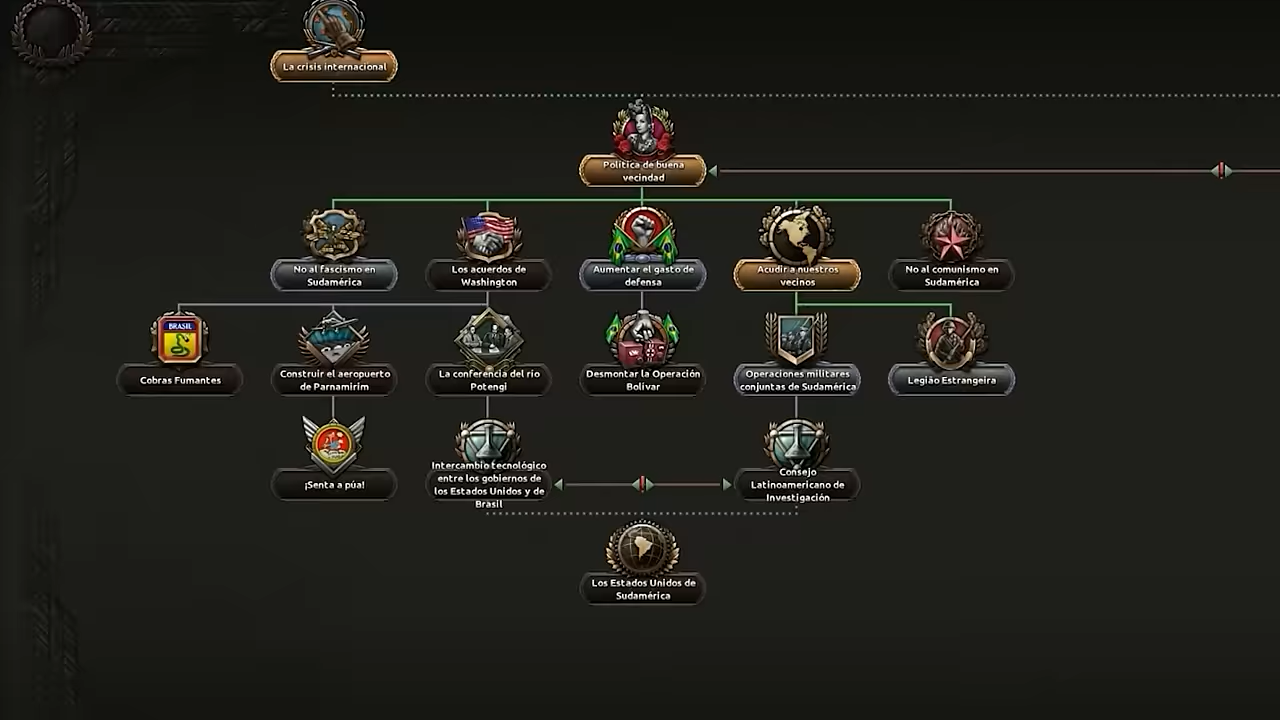 La crisis internacional
Política de buena
vecindad
No al fascismo en
Sudamérica
Los acuerdos de
Washington
Aumentar el gasto de
defensa
Acudir a nuestros
vecinos
No al comunismo en
Sudamérica
BRASIL
Cobras Fumantes
Construir el aeropuerto
de Parnamirim
La conferencia del río
Potengi
Desmontar la Operación
Bolívar
Operaciones militares
conjuntas de Sudamérica
Legião Estrangeira
¡Senta a púa!
Intercambio tecnológico
entre los gobiernos de
los Estados Unidos y de
Brasil
Consejo
Latinoamericano de
Investigación
Los Estados Unidos de
Sudamérica